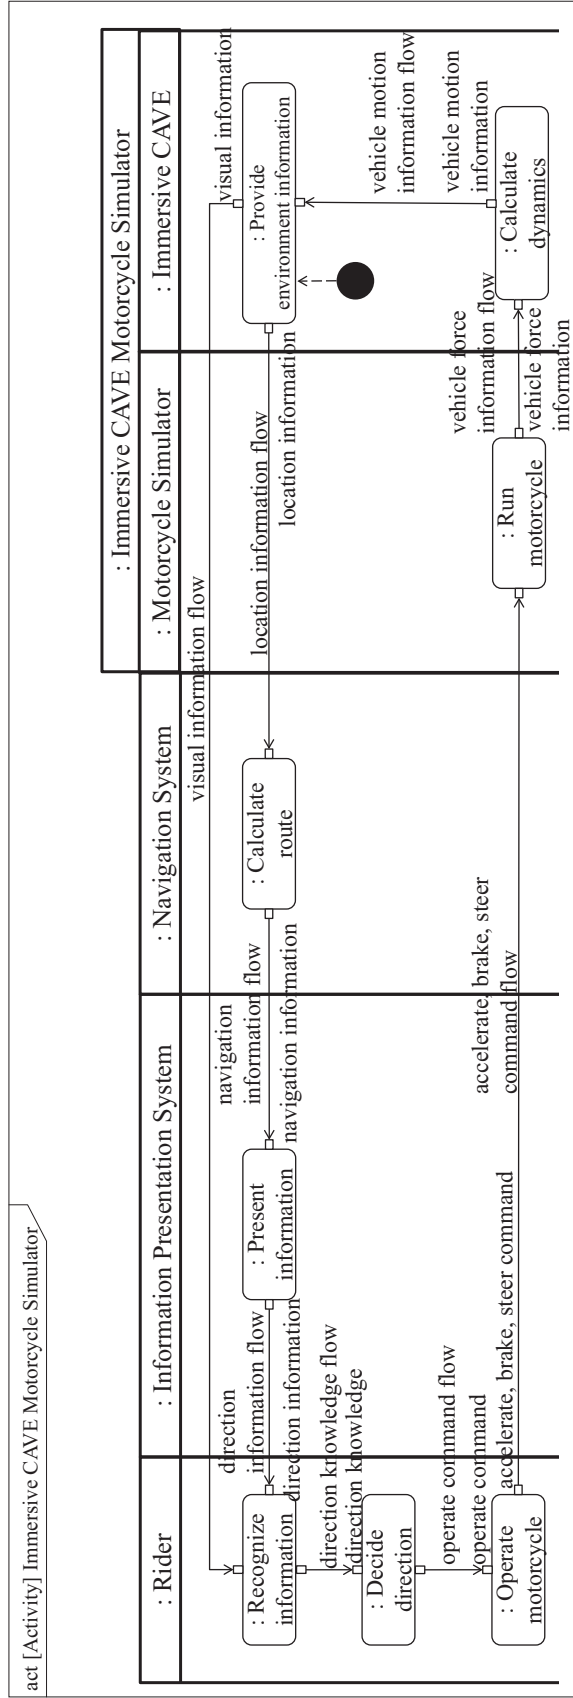 act [Activity] Immersive CAVE Motorcycle Simulator
: Immersive CAVE Motorcycle Simulator
: Rider
: Information Presentation System
: Navigation System
: Motorcycle Simulator
: Immersive CAVE
visual information flow
visual information
direction
information flow
navigation
information flow
location information flow
: Recognize
information
: Present
information
: Calculate
route
: Provide
environment information
direction information
navigation information
location information
direction knowledge flow
direction knowledge
: Decide
direction
vehicle motion
information flow
operate command flow
operate command
accelerate, brake, steer command
accelerate, brake, steer
command flow
vehicle force
information flow
vehicle motion
information
: Operate
motorcycle
: Run
motorcycle
: Calculate
dynamics
vehicle force
information